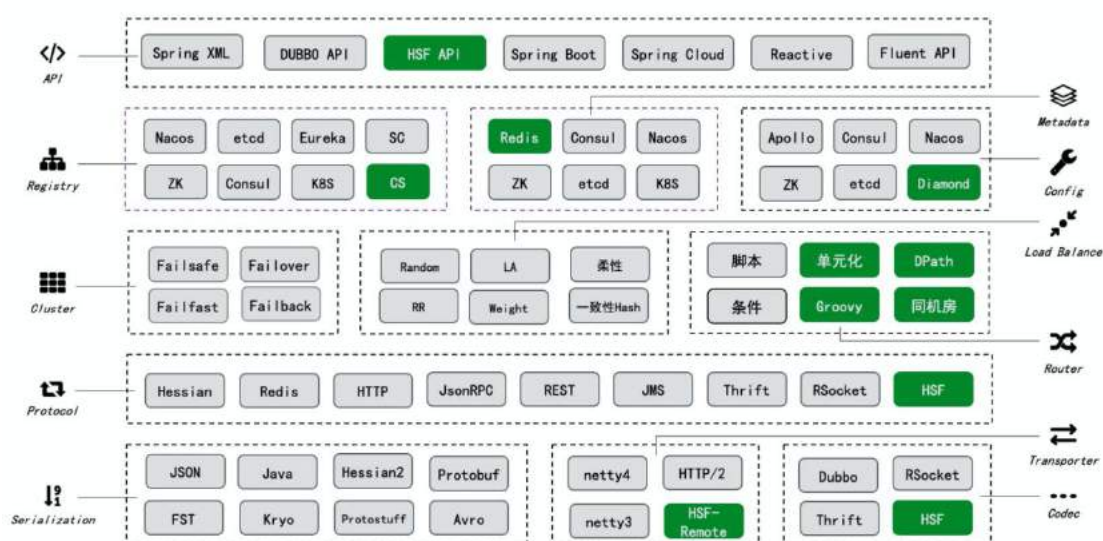 Spring XML
DUBBO API
HSF API
Spring Boot
Spring Cloud
Reactive
Fluent API
API
Nacos
etcd
Eureka
SC
ZK
Consul
K8S
CS
Registry
Redis
Consul
Nacos
ZK
etcd
K8S
Metadata
Apollo
Consul
Nacos
ZK
etcd
Diamond
Config
Failsafe
Failover
Failfast
Failback
Cluster
Random
LA
柔性
RR
Weight
一致性Hash
Load Balance
脚本
单元化
DPath
条件
Groovy
同机房
Router
Hessian
Redis
HTTP
JsonRPC
REST
JMS
Thrift
RSocket
HSF
Protocol
JSON
Java
Hessian2
Protobuf
FST
Kryo
Protostuff
Avro
9
1
Serialization
netty4
HTTP/2
netty3
HSF-
Remote
Transporter
Dubbo
RSocket
Thrift
HSF
Codec